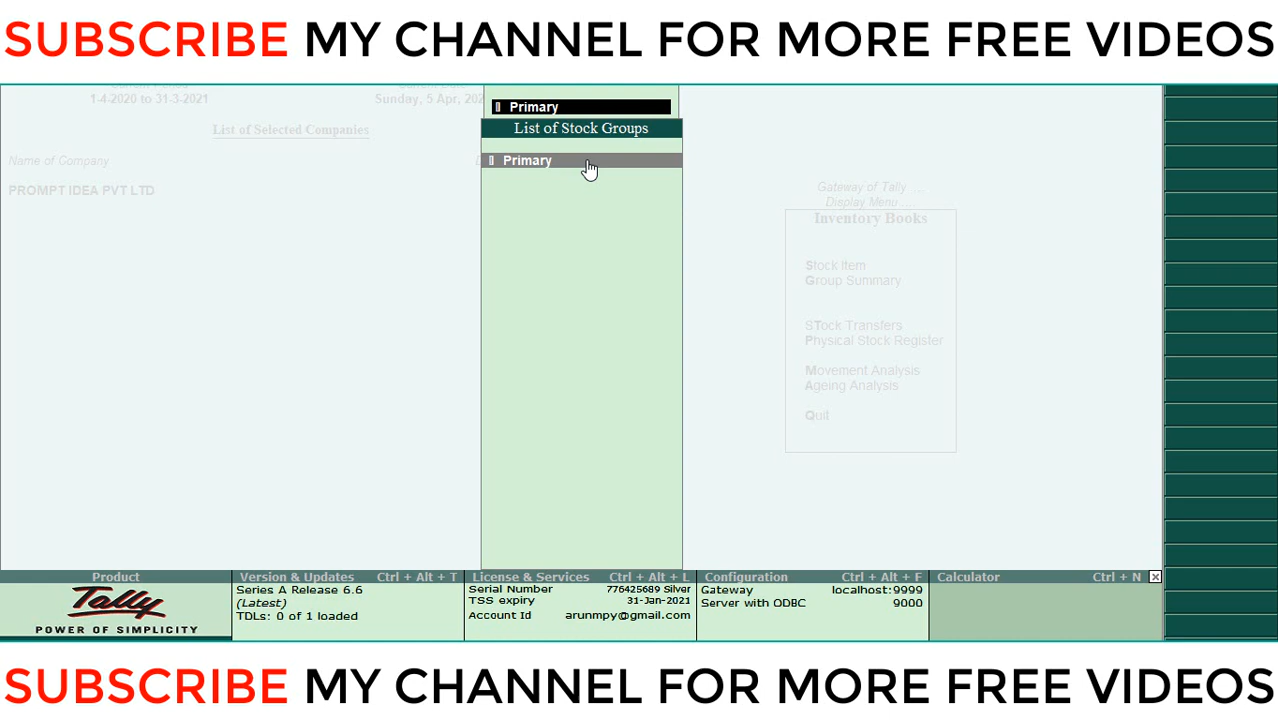 SUBSCRIBE MY CHANNEL FOR MORE FREE VIDEOS
1-4-2020 to 31-3-2021
Sunday, 5 Apr, 202
Primary
List of Stock Groups
List of Selected Companies
Name of Company
Primary
PROMPT IDEA PVT LTD
Gateway of Tally ... ..
Display Menu ... ..
Inventory Books
Stock Item
Group Summary
STock Transfers
Physical Stock Register
Movement Analysis
Ageing Analysis
Quit
Product
Tally
POWER OF SIMPLICITY
Version & Updates Ctrl + Alt + T
Series A Release 6.6
(Latest)
TDLs: 0 of 1 loaded
License & Services Ctrl + Alt + L
Serial Number 776425689 Silver
TSS expiry 31-Jan-2021
Account Id arunmpy@gmail.com
Configuration Ctrl + Alt + F
Gateway localhost:9999
Server with ODBC 9000
Calculator Ctrl + N
SUBSCRIBE MY CHANNEL FOR MORE FREE VIDEOS